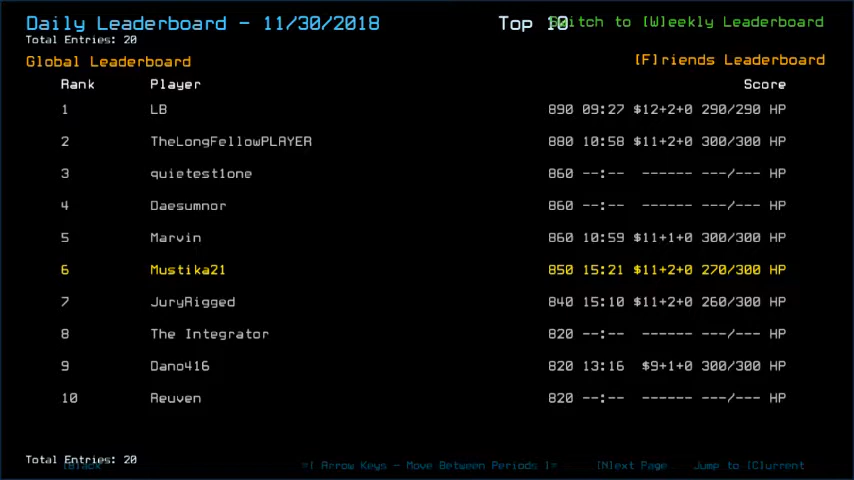 Daily Leaderboard - 11/30/2018 Top 10 Switch to [W]eekly Leaderboard
Total Entries: 20
Global Leaderboard [F]riends Leaderboard
Rank Player Score
1 LB 890 09:27 $12+2+0 290/290 HP
2 TheLongFellowPLAYER 880 10:58 $11+2+0 300/300 HP
3 quietest1one 860 --:-- ------ ---/--- HP
4 Daesumnor 860 --:-- ------ ---/--- HP
5 Marvin 860 10:59 $11+1+0 300/300 HP
6 Mustika21 850 15:21 $11+2+0 270/300 HP
7 JuryRigged 840 15:10 $11+2+0 260/300 HP
8 The Integrator 820 --:-- ------ ---/--- HP
9 Dano416 820 13:16 $9+1+0 300/300 HP
10 Reuven 820 --:-- ------ ---/--- HP
Total Entries: 20
[B]ack =[ Arrow Keys - Move Between Periods ]= [N]ext Page Jump to [C]urrent